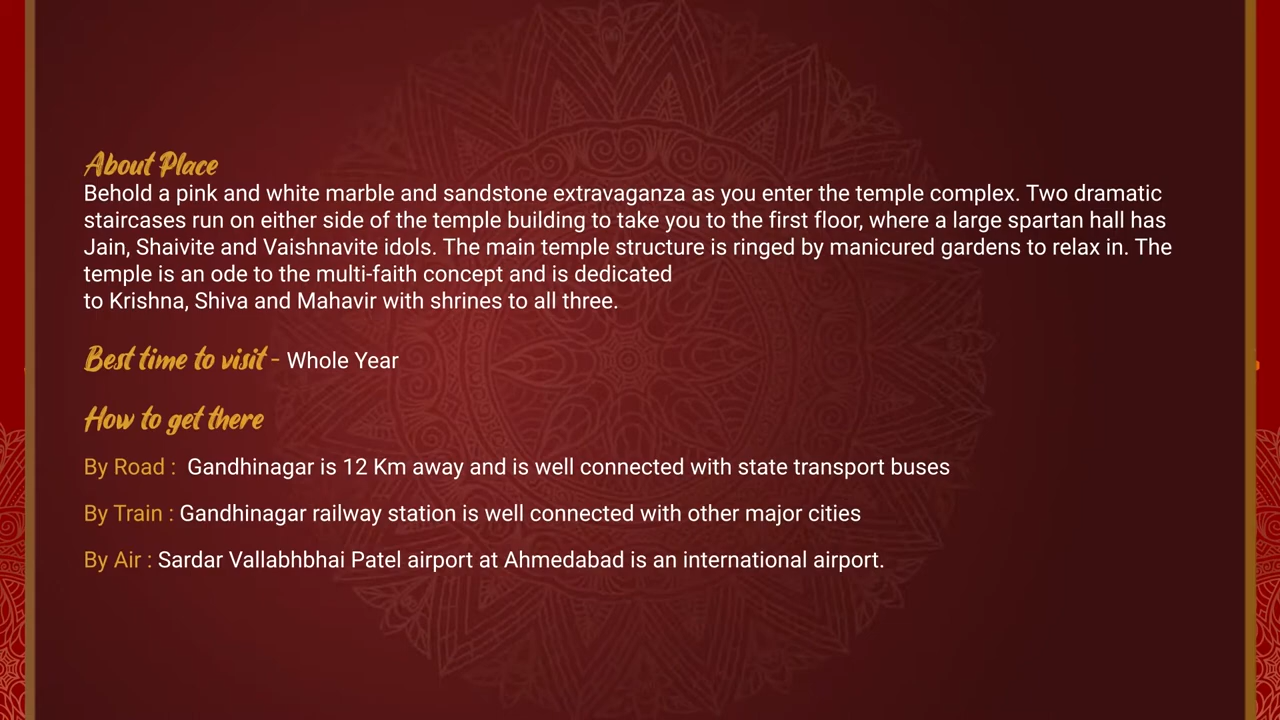 About Place
Behold a pink and white marble and sandstone extravaganza as you enter the temple complex. Two dramatic
staircases run on either side of the temple building to take you to the first floor, where a large spartan hall has
Jain, Shaivite and Vaishnavite idols. The main temple structure is ringed by manicured gardens to relax in. The
temple is an ode to the multi-faith concept and is dedicated
to Krishna, Shiva and Mahavir with shrines to all three.
Best time to visit - Whole Year
How to get there
By Road : Gandhinagar is 12 Km away and is well connected with state transport buses
By Train : Gandhinagar railway station is well connected with other major cities
By Air : Sardar Vallabhbhai Patel airport at Ahmedabad is an international airport.